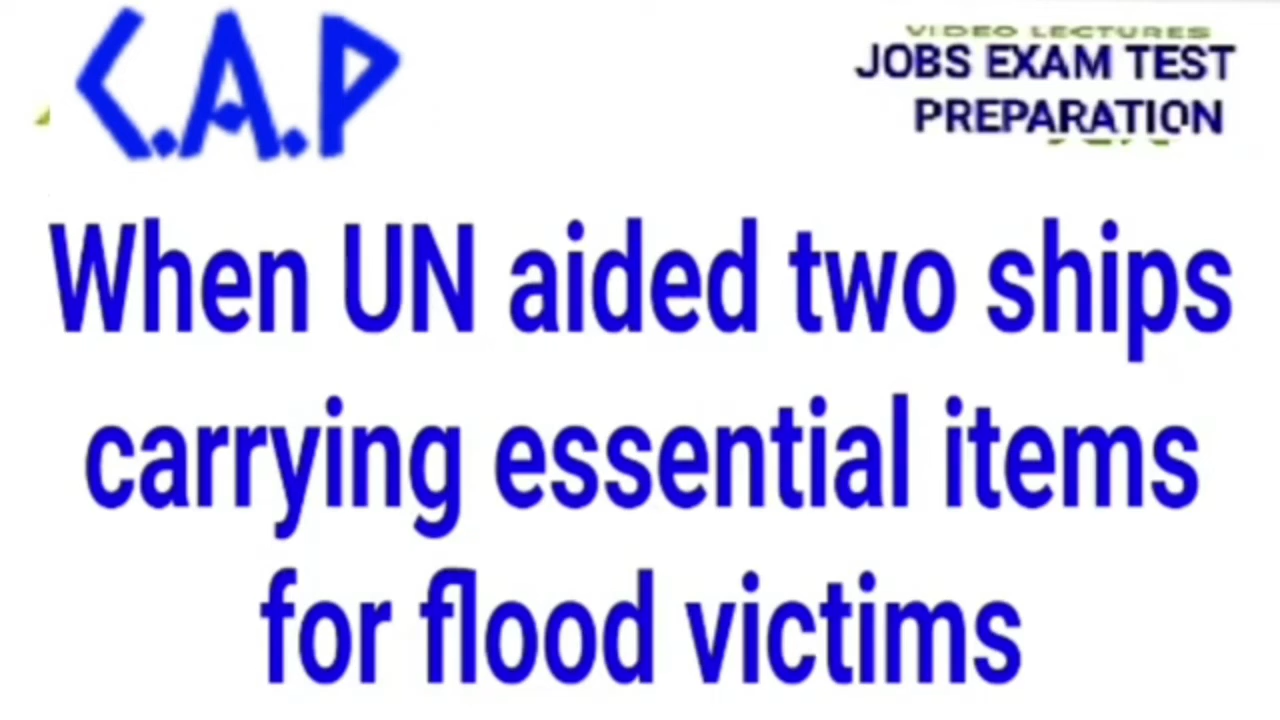 C.A.P
VIDEO LECTURES
JOBS EXAM TEST
PREPARATION
When UN aided two ships
carrying essential items
for flood victims